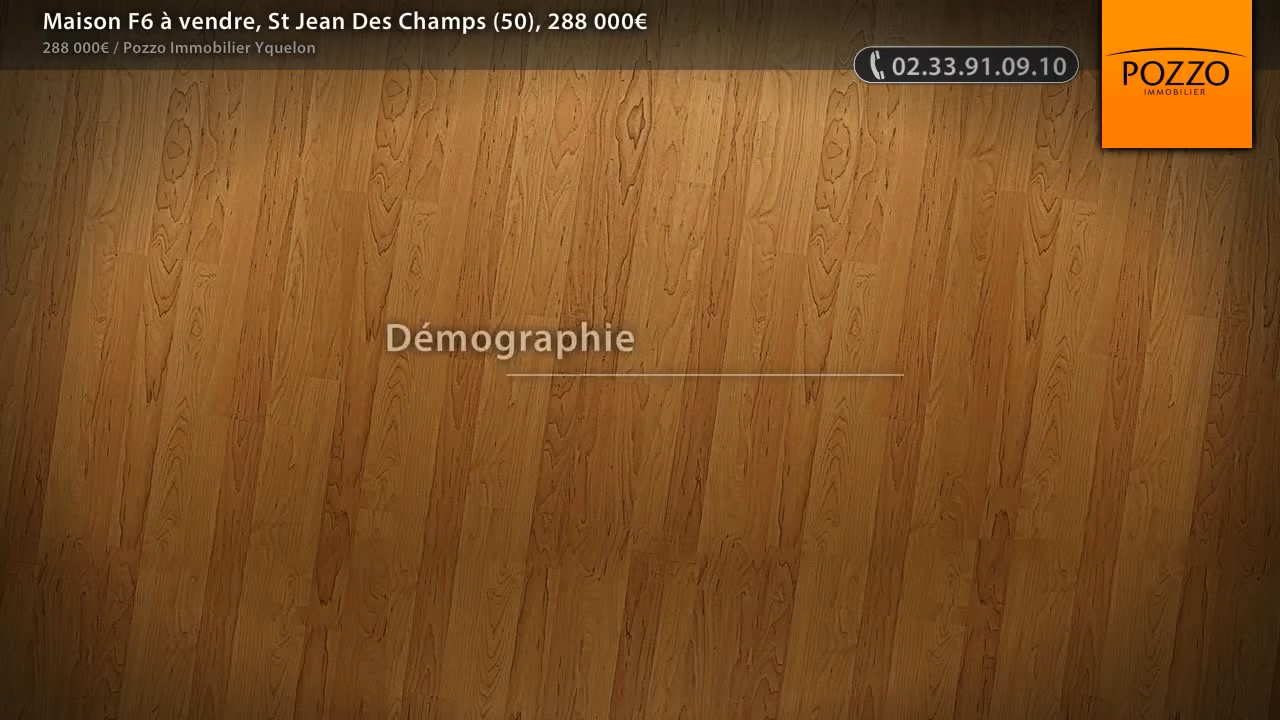 Maison F6 à vendre, St Jean Des Champs (50), 288 000€
288 000€ / Pozzo Immobilier Yquelon
02.33.91.09.10
POZZO
IMMOBILIER
Démographie